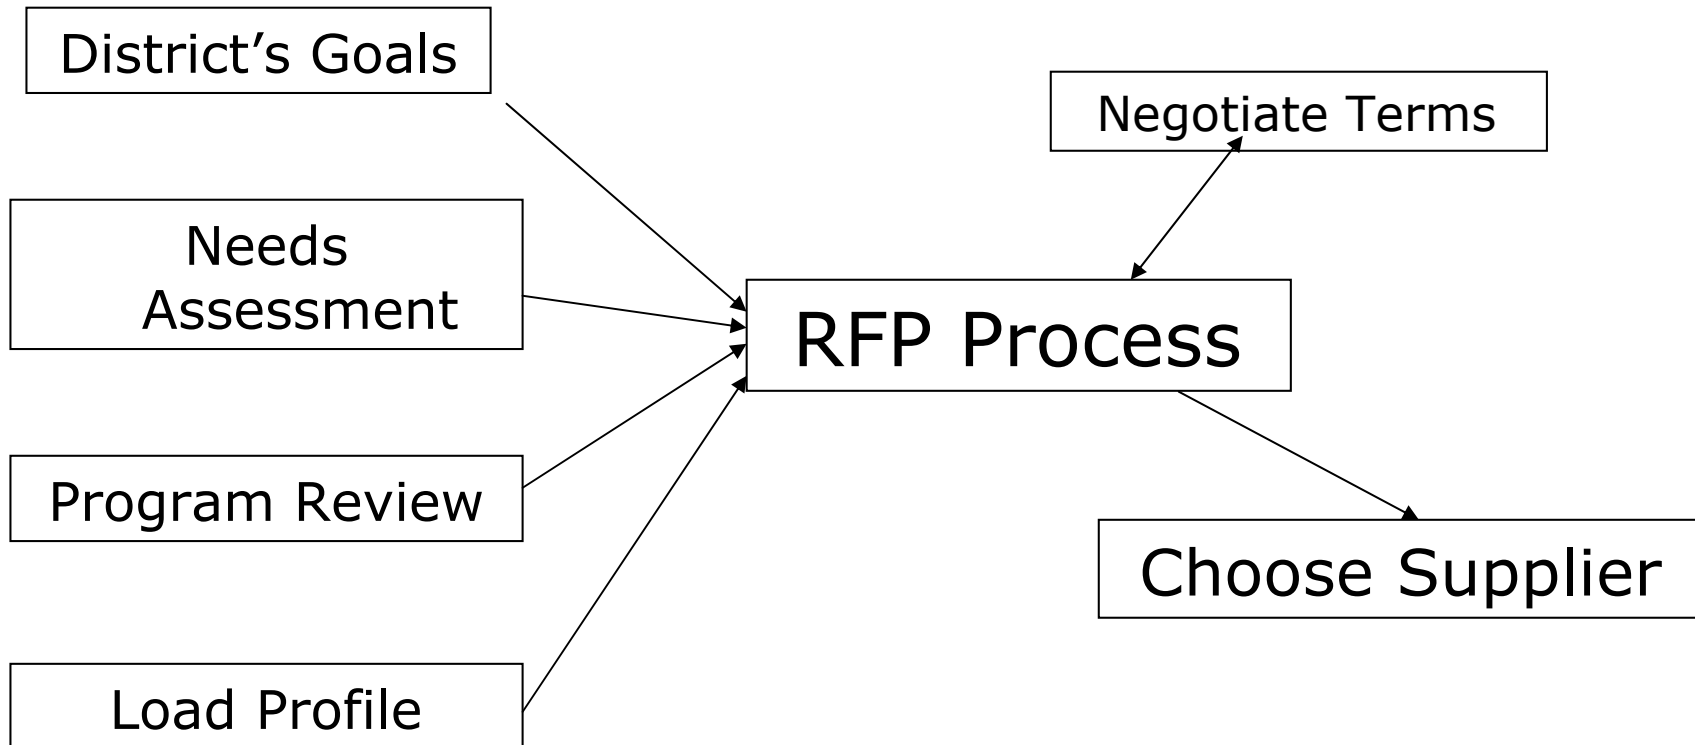 District’s Goals
Negotiate Terms
Needs
Assessment
RFP Process
Program Review
Choose Supplier
Load Profile